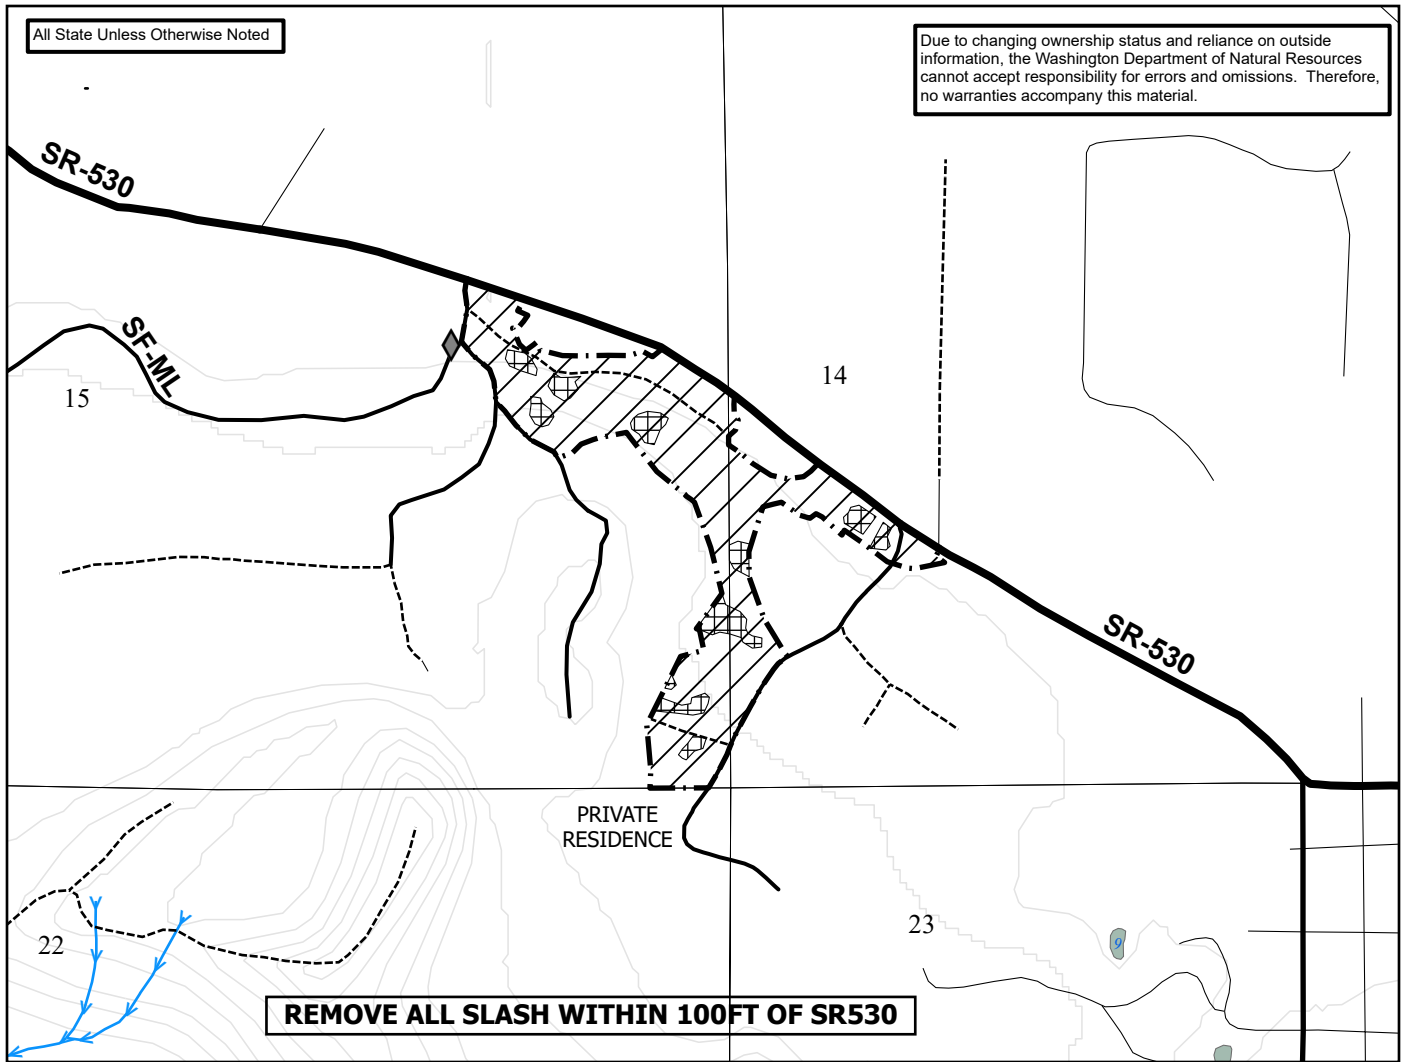 All State Unless Otherwise Noted
Due to changing ownership status and reliance on outside
information, the Washington Department of Natural Resources
cannot accept responsibility for errors and omissions. Therefore,
no warranties accompany this material.
SR-530
SF-ML
15
14
SR-530
PRIVATE
RESIDENCE
22
23
9
REMOVE ALL SLASH WITHIN 100FT OF SR530